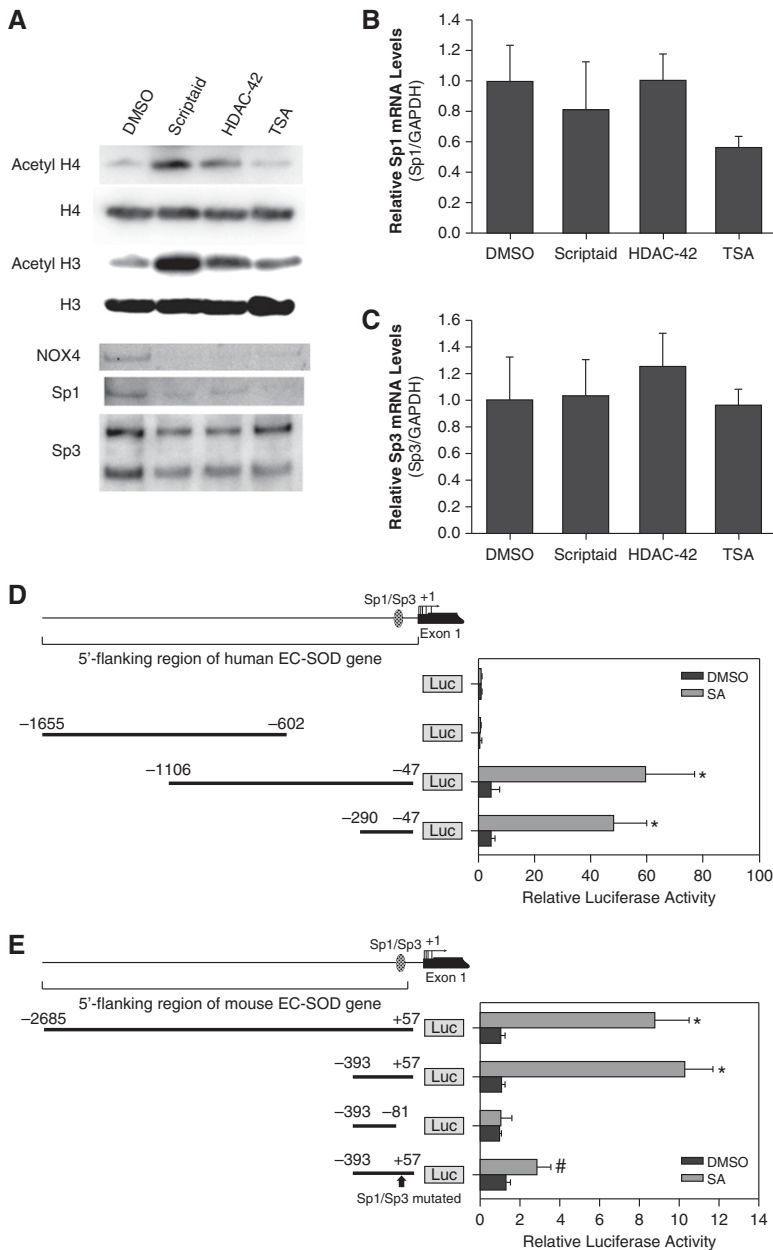 A
DMSO
Scriptaid
HDAC-42
TSA
Acetyl H4
H4
Acetyl H3
H3
NOX4
Sp1
Sp3
B
Relative Sp1 mRNA Levels
(Sp1/GAPDH)
1.4
1.2
1.0
0.8
0.6
0.4
0.2
0.0
DMSO Scriptaid HDAC-42 TSA
C
Relative Sp3 mRNA Levels
(Sp3/GAPDH)
1.6
1.4
1.2
1.0
0.8
0.6
0.4
0.2
0.0
DMSO Scriptaid HDAC-42 TSA
D
Sp1/Sp3 +1
Exon 1
5'-flanking region of human EC-SOD gene
Luc
DMSO
SA
−1655 −602
Luc
−1106 −47
Luc
*
−290 −47
Luc
*
0 20 40 60 80 100
Relative Luciferase Activity
E
Sp1/Sp3 +1
Exon 1
5'-flanking region of mouse EC-SOD gene
−2685 +57
Luc
*
−393 +57
Luc
*
−393 −81
Luc
−393 +57
Luc
#
DMSO
SA
Sp1/Sp3 mutated
0 2 4 6 8 10 12 14
Relative Luciferase Activity